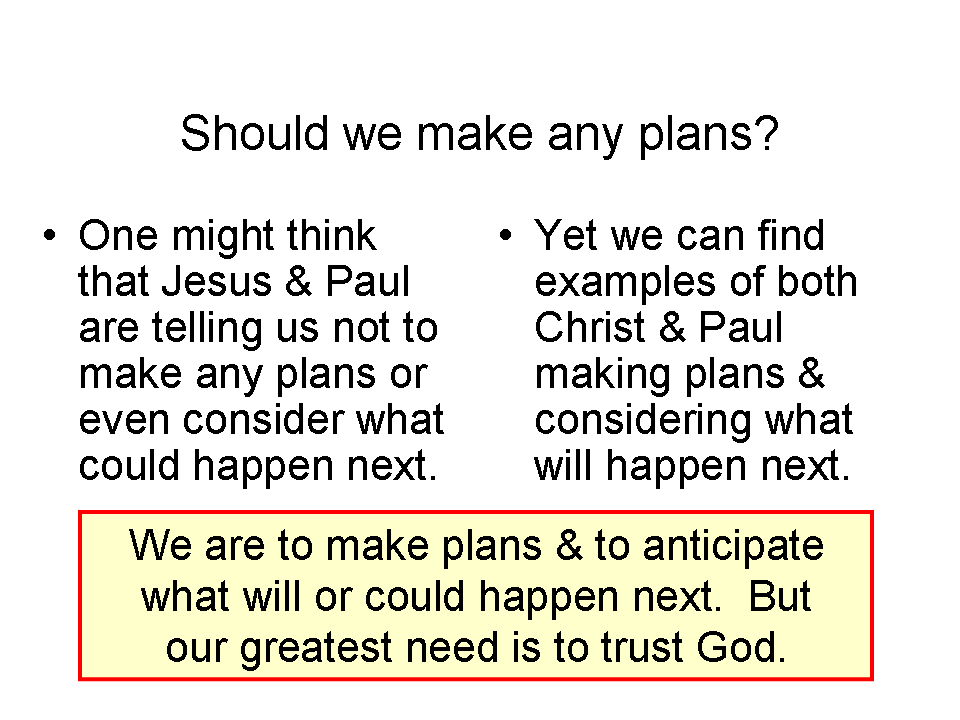 Should we make any plans?
• One might think
that Jesus & Paul
are telling us not to
make any plans or
even consider what
could happen next.
• Yet we can find
examples of both
Christ & Paul
making plans &
considering what
will happen next.
We are to make plans & to anticipate
what will or could happen next.  But
our greatest need is to trust God.